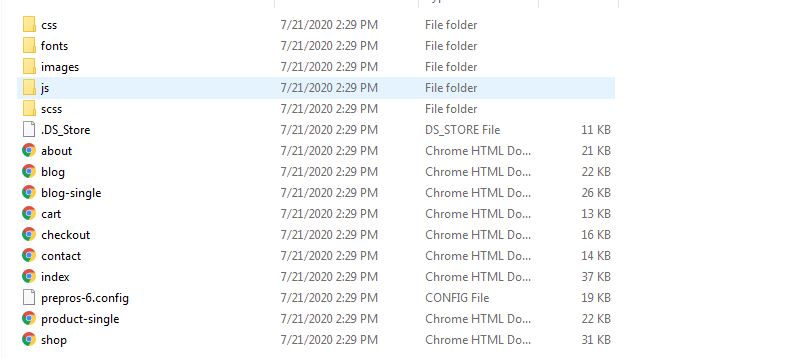 css 7/21/2020 2:29 PM File folder
fonts 7/21/2020 2:29 PM File folder
images 7/21/2020 2:29 PM File folder
js 7/21/2020 2:29 PM File folder
scss 7/21/2020 2:29 PM File folder
.DS_Store 7/21/2020 2:29 PM DS_STORE File 11 KB
about 7/21/2020 2:29 PM Chrome HTML Do... 21 KB
blog 7/21/2020 2:29 PM Chrome HTML Do... 22 KB
blog-single 7/21/2020 2:29 PM Chrome HTML Do... 26 KB
cart 7/21/2020 2:29 PM Chrome HTML Do... 13 KB
checkout 7/21/2020 2:29 PM Chrome HTML Do... 16 KB
contact 7/21/2020 2:29 PM Chrome HTML Do... 14 KB
index 7/21/2020 2:29 PM Chrome HTML Do... 37 KB
prepros-6.config 7/21/2020 2:29 PM CONFIG File 19 KB
product-single 7/21/2020 2:29 PM Chrome HTML Do... 22 KB
shop 7/21/2020 2:29 PM Chrome HTML Do... 31 KB